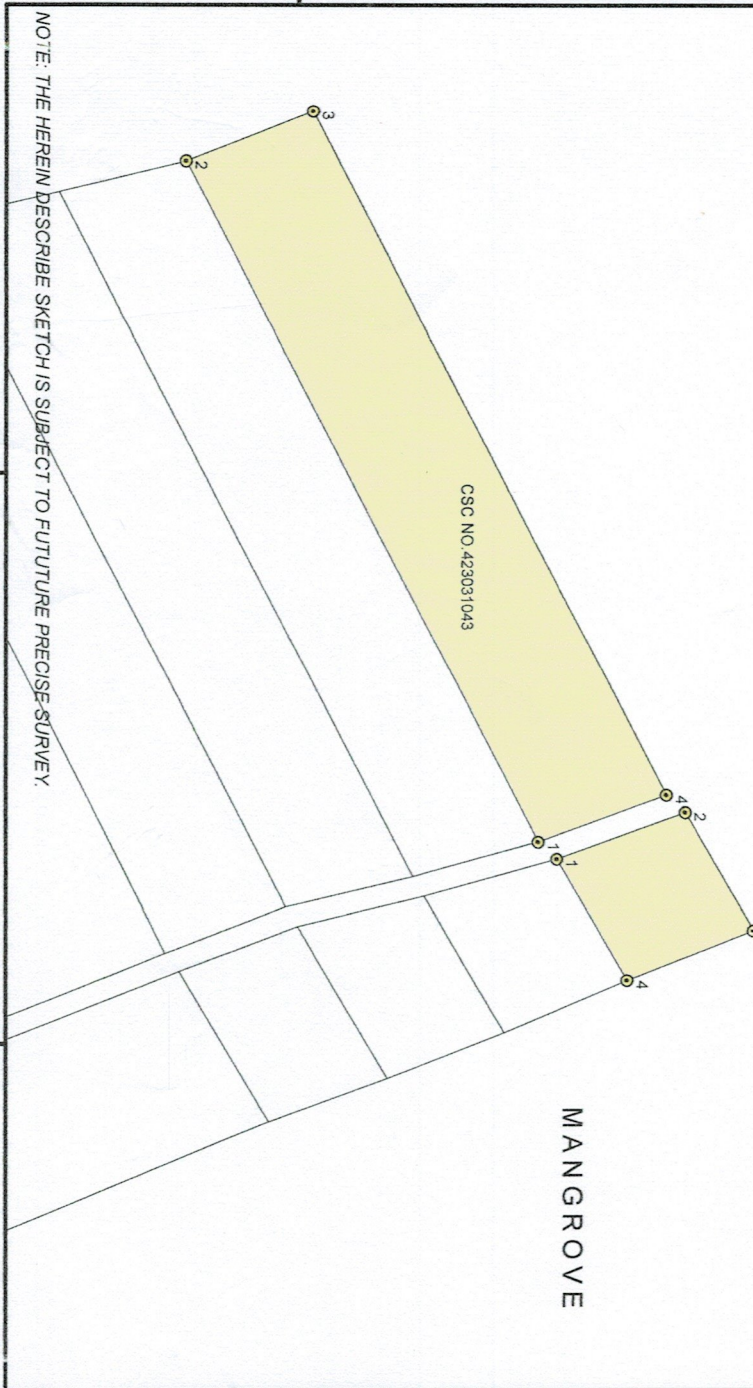 2
4
4
MANGROVE
1
1
CSC NO.423031043
3
2
NOTE: THE HEREIN DESCRIBE SKETCH IS SUBJECT TO FUTUTURE PRECISE SURVEY.